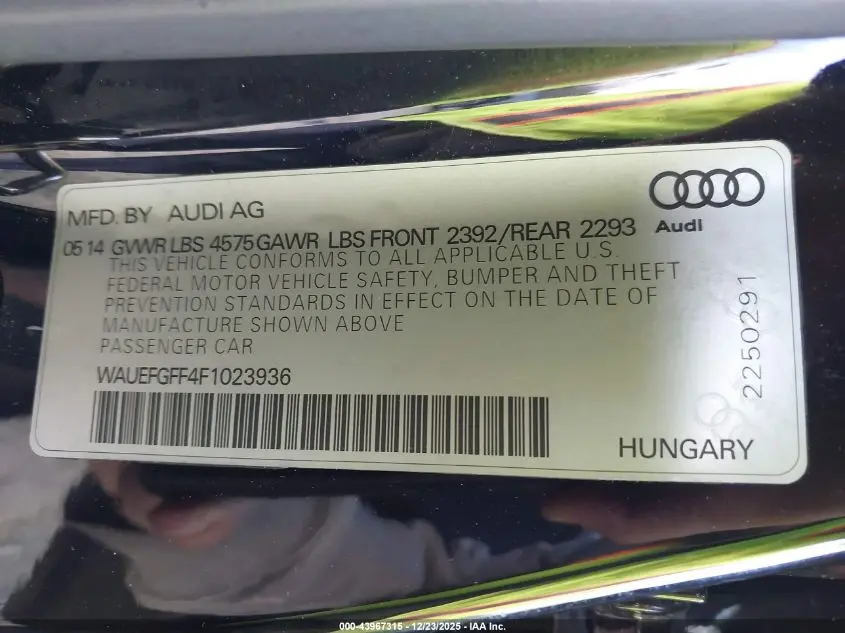 MFD. BY AUDI AG
Audi
05 14 GVWR LBS 4575 GAWR LBS FRONT 2392/REAR 2293
THIS VEHICLE CONFORMS TO ALL APPLICABLE U.S.
FEDERAL MOTOR VEHICLE SAFETY, BUMPER AND THEFT
PREVENTION STANDARDS IN EFFECT ON THE DATE OF
MANUFACTURE SHOWN ABOVE
PASSENGER CAR
WAUEFGFF4F1023936
2250291
HUNGARY
000-43967315 - 12/23/2025 - IAA Inc.